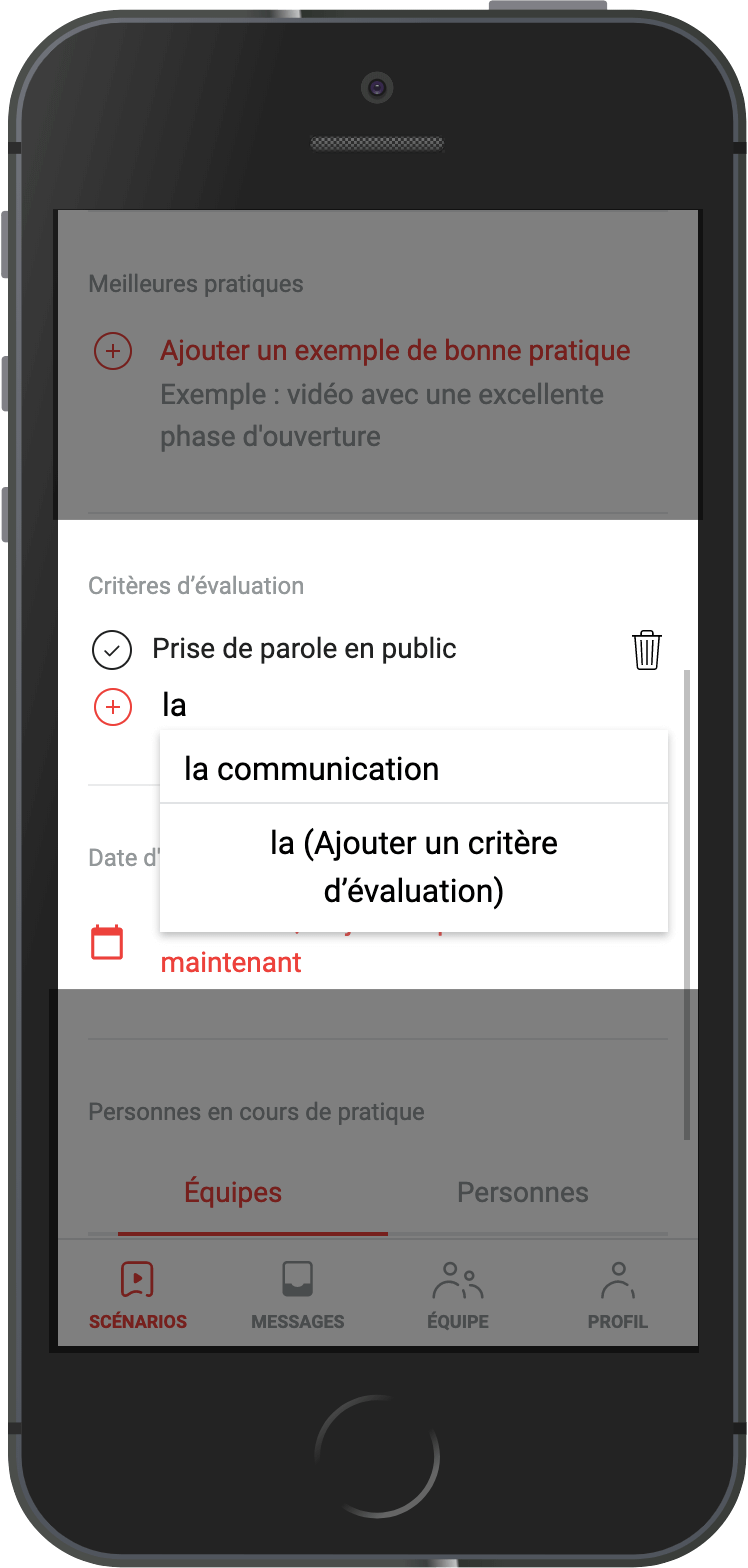 Meilleures pratiques
Ajouter un exemple de bonne pratique
Exemple : vidéo avec une excellente
phase d'ouverture
Critères d’évaluation
Prise de parole en public
la
la communication
la (Ajouter un critère
d’évaluation)
Date d'
maintenant
Personnes en cours de pratique
Équipes
Personnes
SCÉNARIOS
MESSAGES
ÉQUIPE
PROFIL